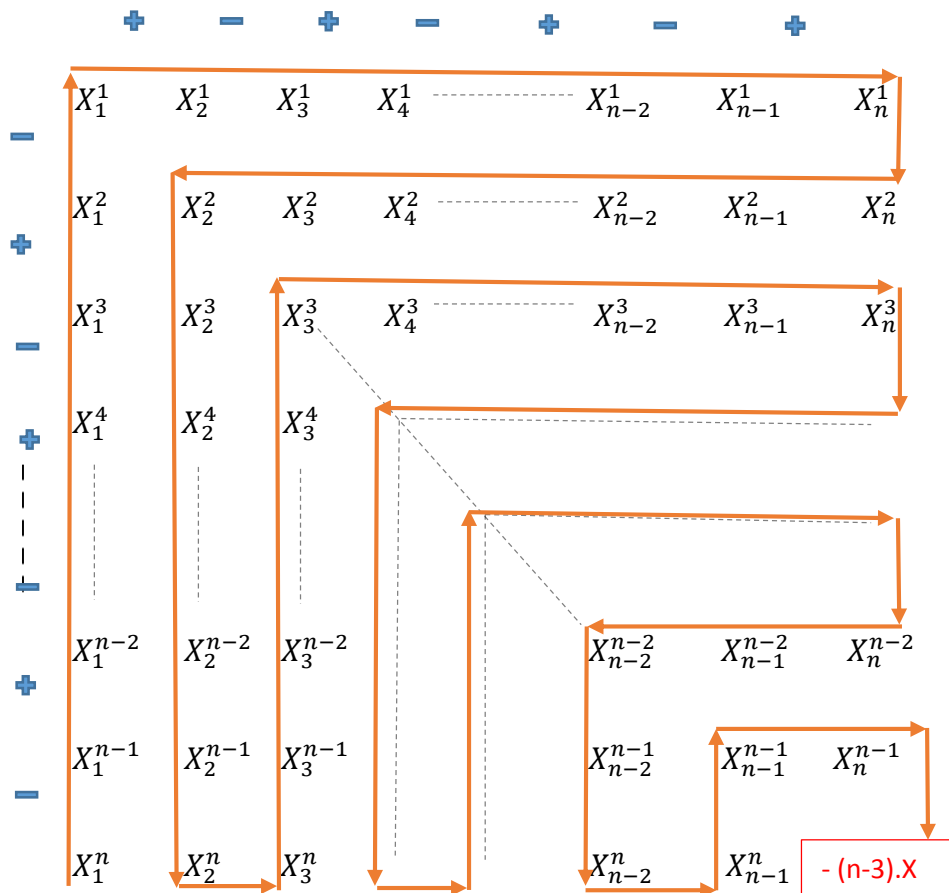 + − + − + − +
X_1^1 X_2^1 X_3^1 X_4^1 X_{n-2}^1 X_{n-1}^1 X_n^1
−
X_1^2 X_2^2 X_3^2 X_4^2 X_{n-2}^2 X_{n-1}^2 X_n^2
+
X_1^3 X_2^3 X_3^3 X_4^3 X_{n-2}^3 X_{n-1}^3 X_n^3
−
X_1^4 X_2^4 X_3^4
+
−
X_1^{n-2} X_2^{n-2} X_3^{n-2} X_{n-2}^{n-2} X_{n-1}^{n-2} X_n^{n-2}
+
X_1^{n-1} X_2^{n-1} X_3^{n-1} X_{n-2}^{n-1} X_{n-1}^{n-1} X_n^{n-1}
−
X_1^n X_2^n X_3^n X_{n-2}^n X_{n-1}^n - (n-3).X